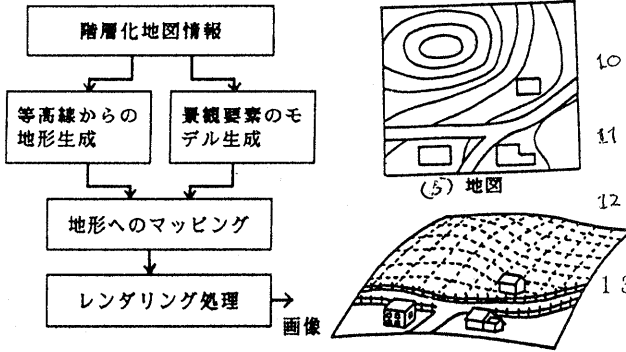 階層化地図情報
等高線からの
地形生成
景観要素のモ
デル生成
地形へのマッピング
レンダリング処理
画像
(5) 地図
10
11
12
13